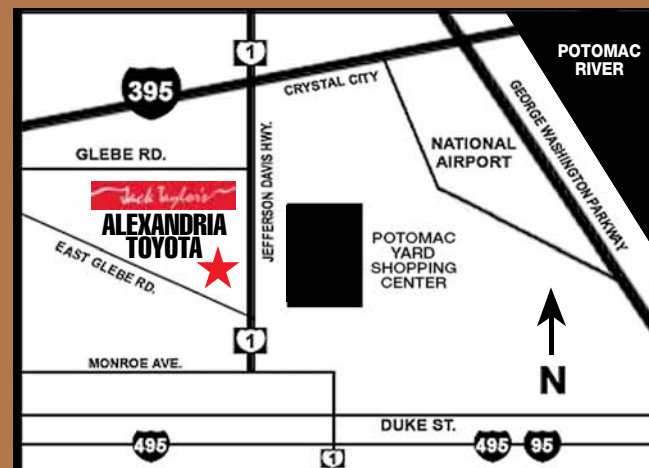 1
POTOMAC
RIVER
395
CRYSTAL CITY
GEORGE WASHINGTON PARKWAY
GLEBE RD.
JEFFERSON DAVIS HWY.
NATIONAL
AIRPORT
Jack Taylor's
ALEXANDRIA
TOYOTA
EAST GLEBE RD.
POTOMAC
YARD
SHOPPING
CENTER
1
MONROE AVE.
N
DUKE ST.
495
1
495
95